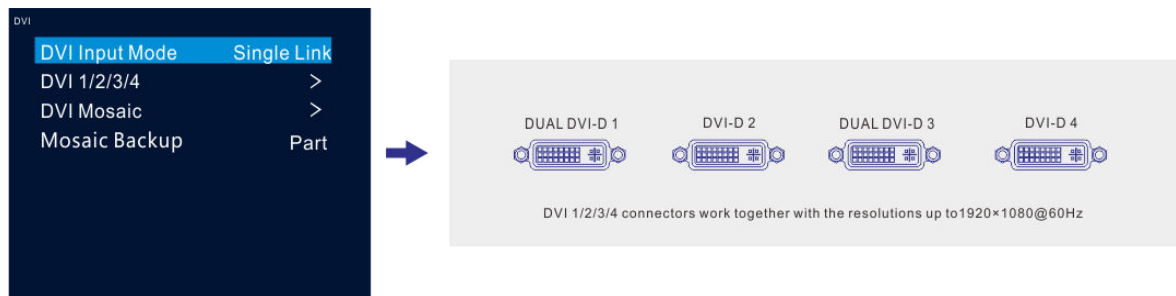 DVI
DVI Input Mode Single Link
DVI 1/2/3/4 >
DVI Mosaic >
Mosaic Backup Part
DUAL DVI-D 1 DVI-D 2 DUAL DVI-D 3 DVI-D 4
DVI 1/2/3/4 connectors work together with the resolutions up to1920×1080@60Hz